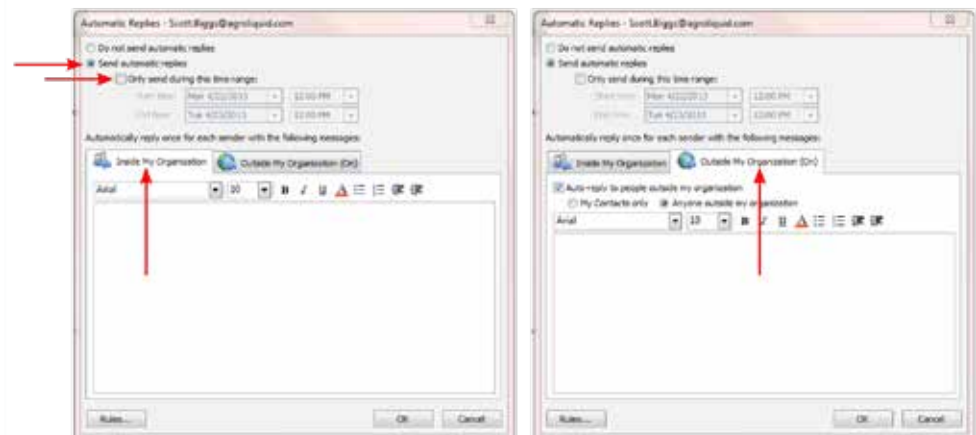 Automatic Replies - Scott.Biggs@agroliquid.com
Do not send automatic replies
Send automatic replies
Only send during this time range:
Start time: Mon 4/22/2013 12:00 PM
End time: Tue 4/23/2013 12:00 PM
Automatically reply once for each sender with the following messages:
Inside My Organization Outside My Organization (On)
Arial 10 B I U A
Rules... OK Cancel
Automatic Replies - Scott.Biggs@agroliquid.com
Do not send automatic replies
Send automatic replies
Only send during this time range:
Start time: Mon 4/22/2013 12:00 PM
End time: Tue 4/23/2013 12:00 PM
Automatically reply once for each sender with the following messages:
Inside My Organization Outside My Organization (On)
Auto-reply to people outside my organization
My Contacts only Anyone outside my organization
Arial 10 B I U A
Rules... OK Cancel